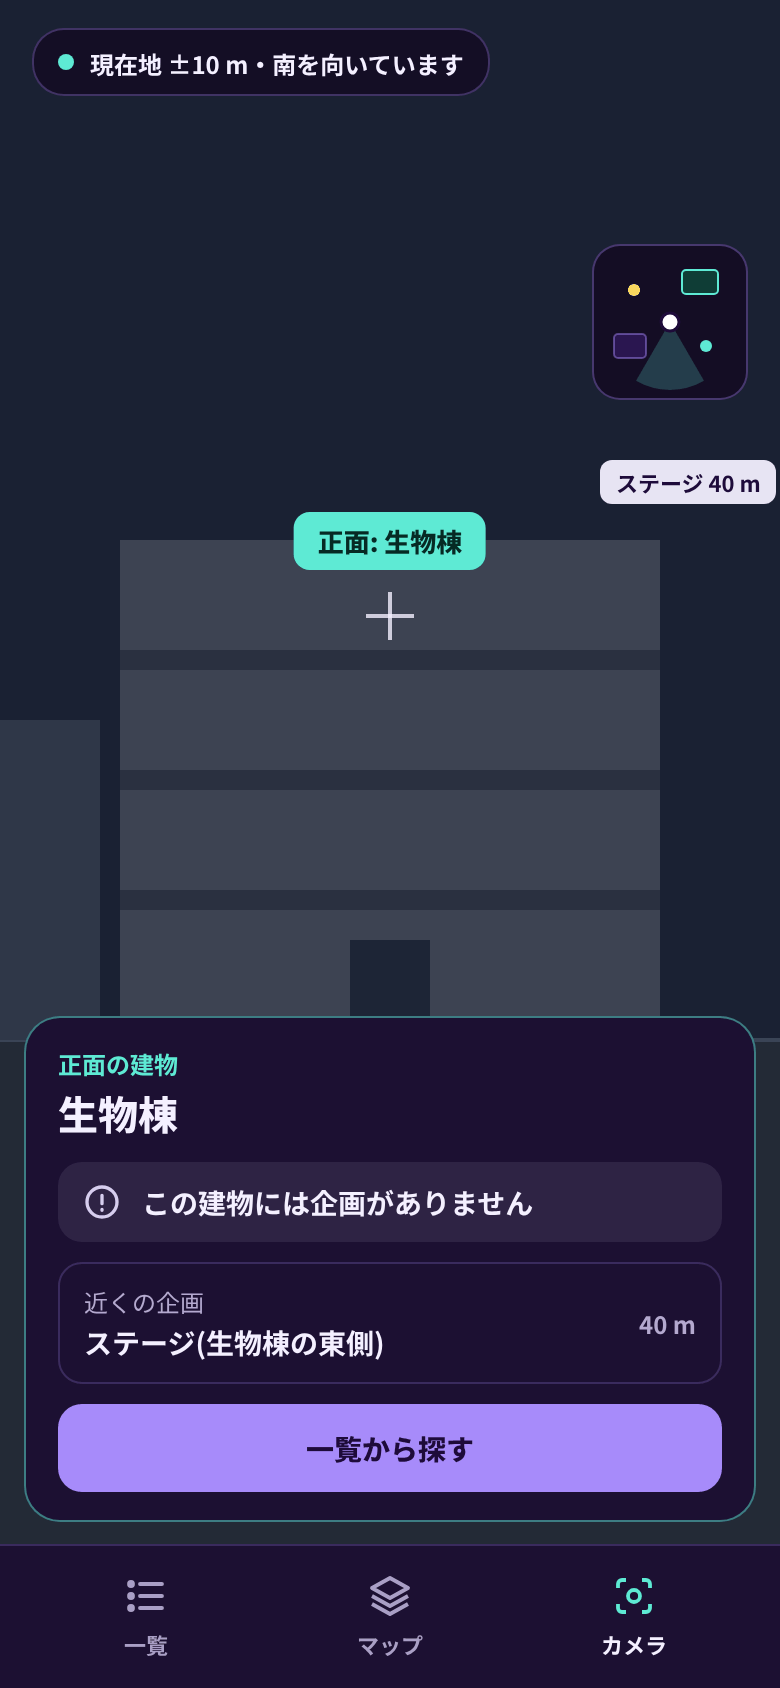 現在地 ±10 m・南を向いています
ステージ 40 m
正面: 生物棟
正面の建物
生物棟
この建物には企画がありません
近くの企画
ステージ(生物棟の東側)
40 m
一覧から探す
一覧
マップ
カメラ